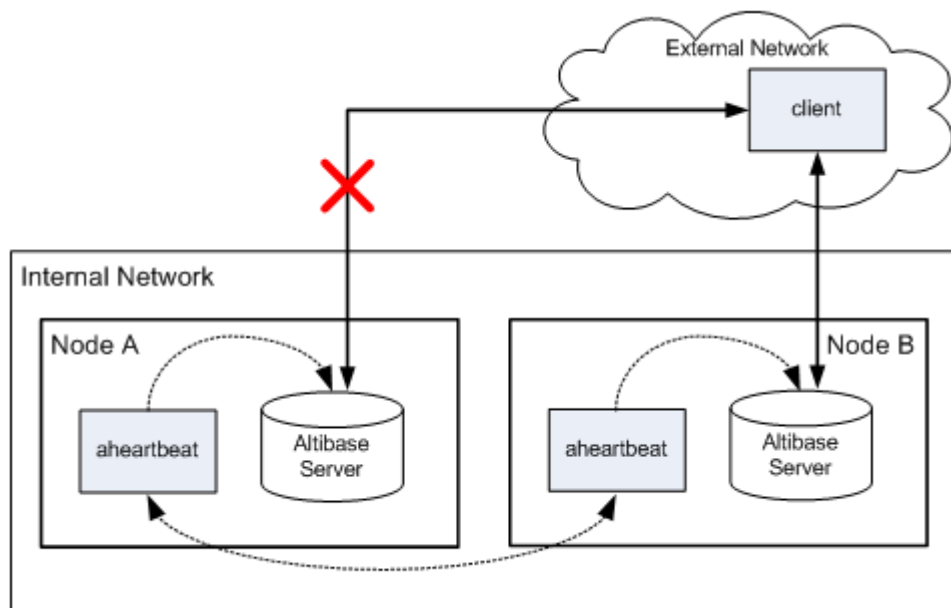 External Network
client
Internal Network
Node A
Node B
aheartbeat
Altibase
Server
aheartbeat
Altibase
Server